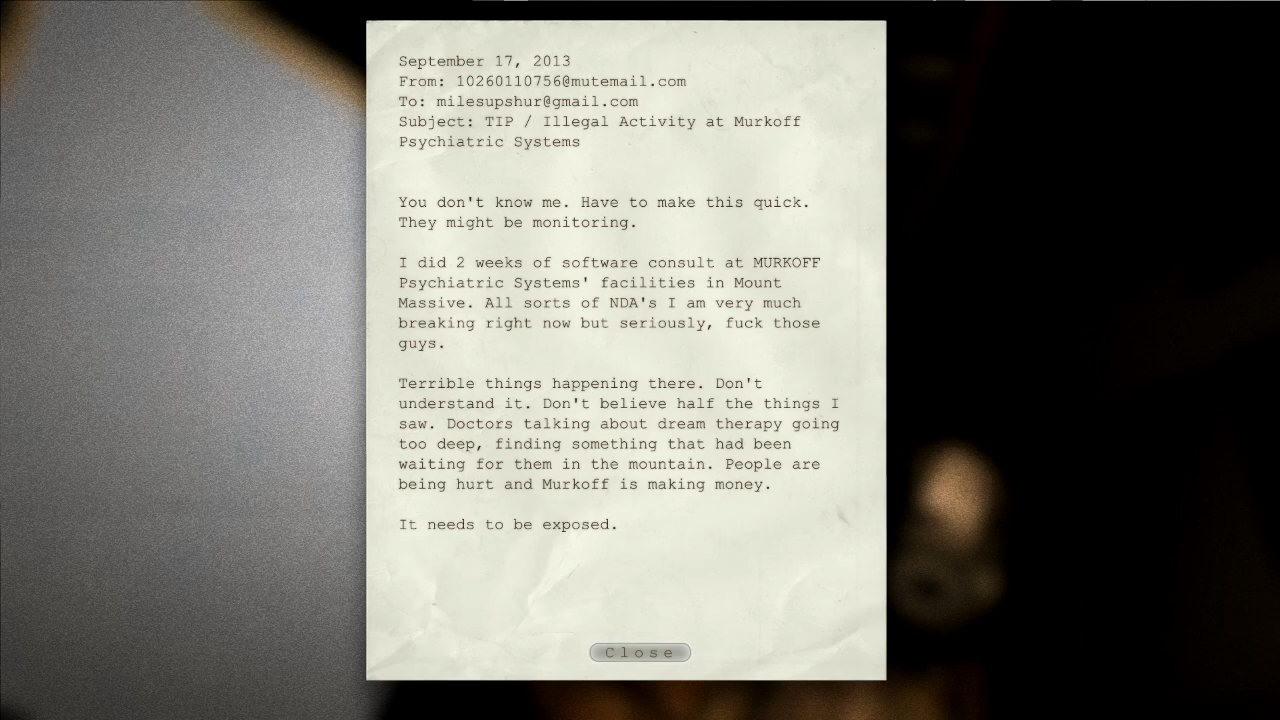 September 17, 2013
From: 10260110756@mutemail.com
To: milesupshur@gmail.com
Subject: TIP / Illegal Activity at Murkoff
Psychiatric Systems
You don't know me. Have to make this quick.
They might be monitoring.
I did 2 weeks of software consult at MURKOFF
Psychiatric Systems' facilities in Mount
Massive. All sorts of NDA's I am very much
breaking right now but seriously, fuck those
guys.
Terrible things happening there. Don't
understand it. Don't believe half the things I
saw. Doctors talking about dream therapy going
too deep, finding something that had been
waiting for them in the mountain. People are
being hurt and Murkoff is making money.
It needs to be exposed.
Close